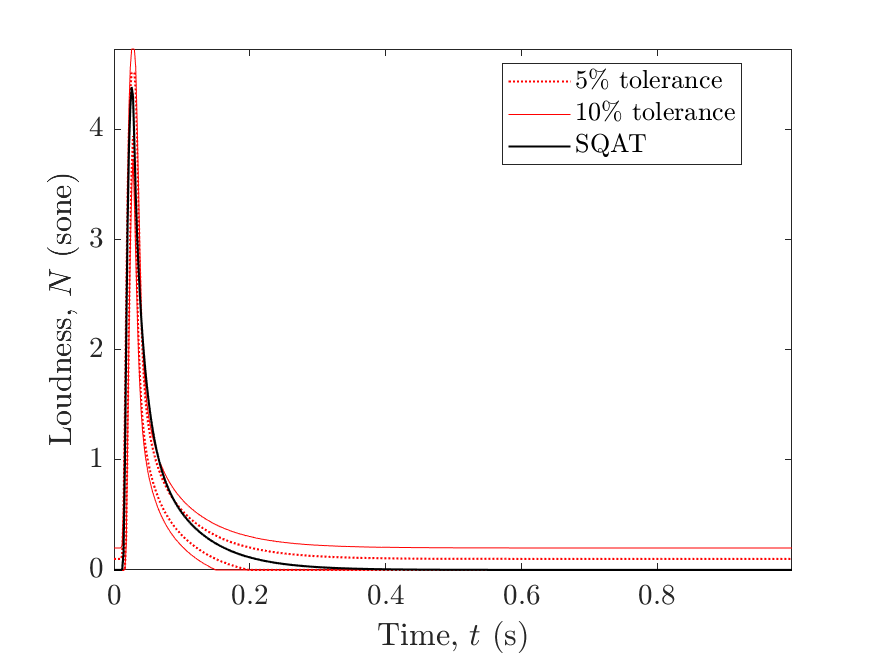 5% tolerance
10% tolerance
SQAT
4
3
2
1
0
Loudness, N (sone)
0 0.2 0.4 0.6 0.8
Time, t (s)